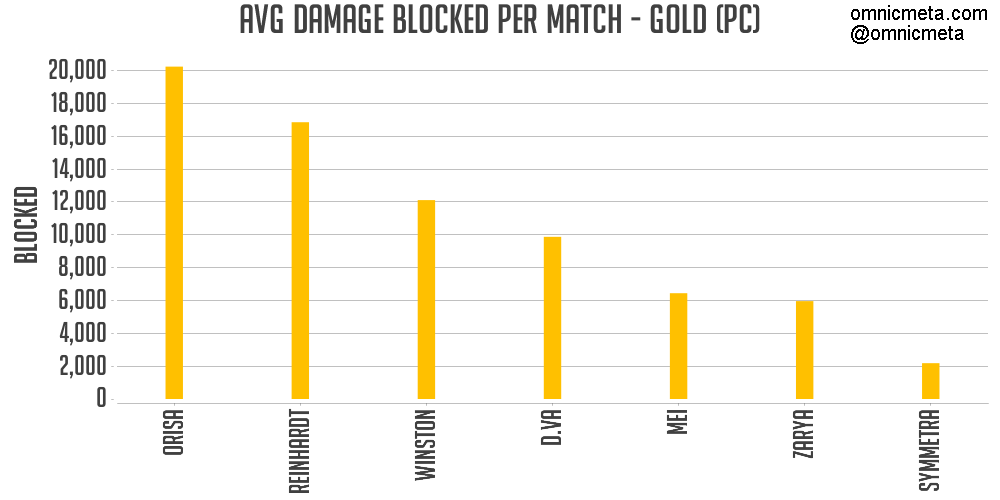 AVG DAMAGE BLOCKED PER MATCH - GOLD (PC)
omnicmeta.com
@omnicmeta
BLOCKED
20,000
18,000
16,000
14,000
12,000
10,000
8,000
6,000
4,000
2,000
0
ORISA
REINHARDT
WINSTON
D.VA
MEI
ZARYA
SYMMETRA